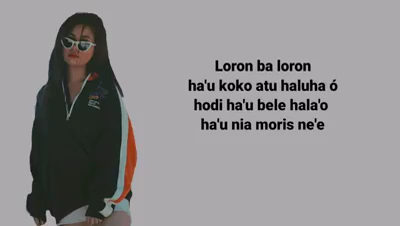 Loron ba loron
ha'u koko atu haluha ó
hodi ha'u bele hala'o
ha'u nia moris ne'e